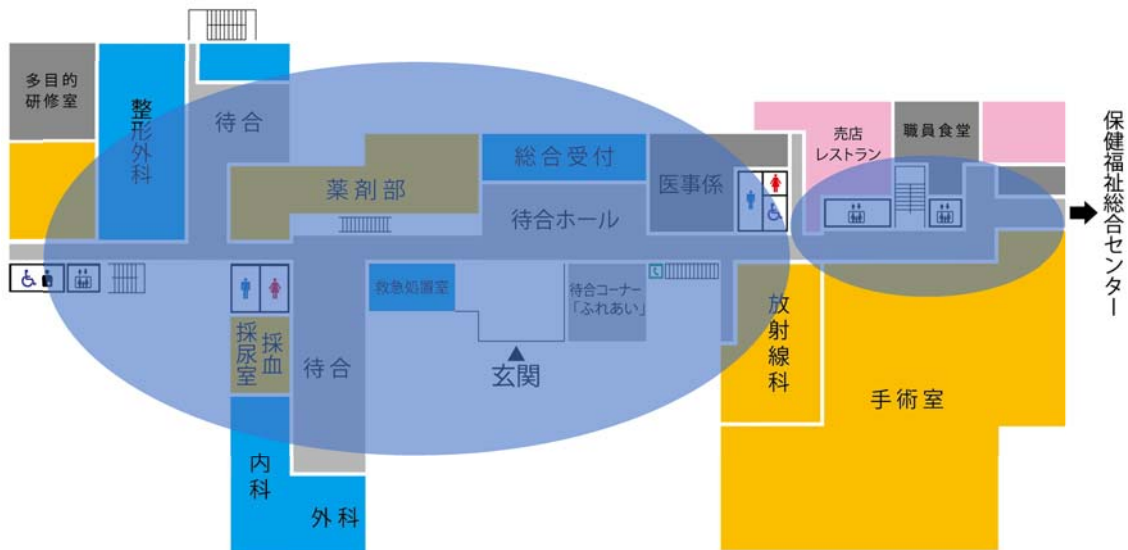 多目的
研修室
整形外科
待合
薬剤部
総合受付
待合ホール
医事係
売店
レストラン
職員食堂
保健福祉総合センター
救急処置室
待合コーナー
「ふれあい」
採血
採尿室
待合
玄関
放射線科
手術室
内科
外科